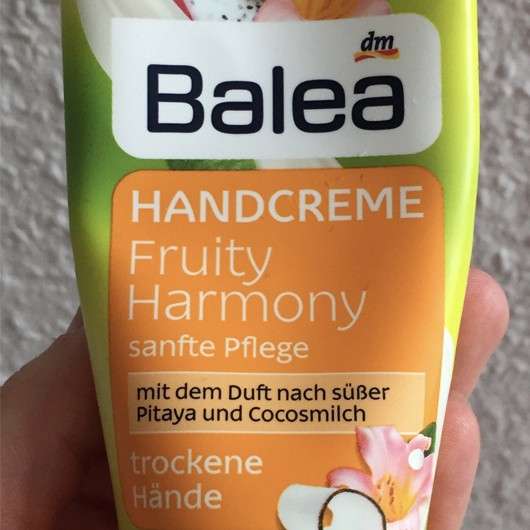 dm
Balea
HANDCREME
Fruity
Harmony
sanfte Pflege
mit dem Duft nach süßer
Pitaya und Cocosmilch
trockene
Hände